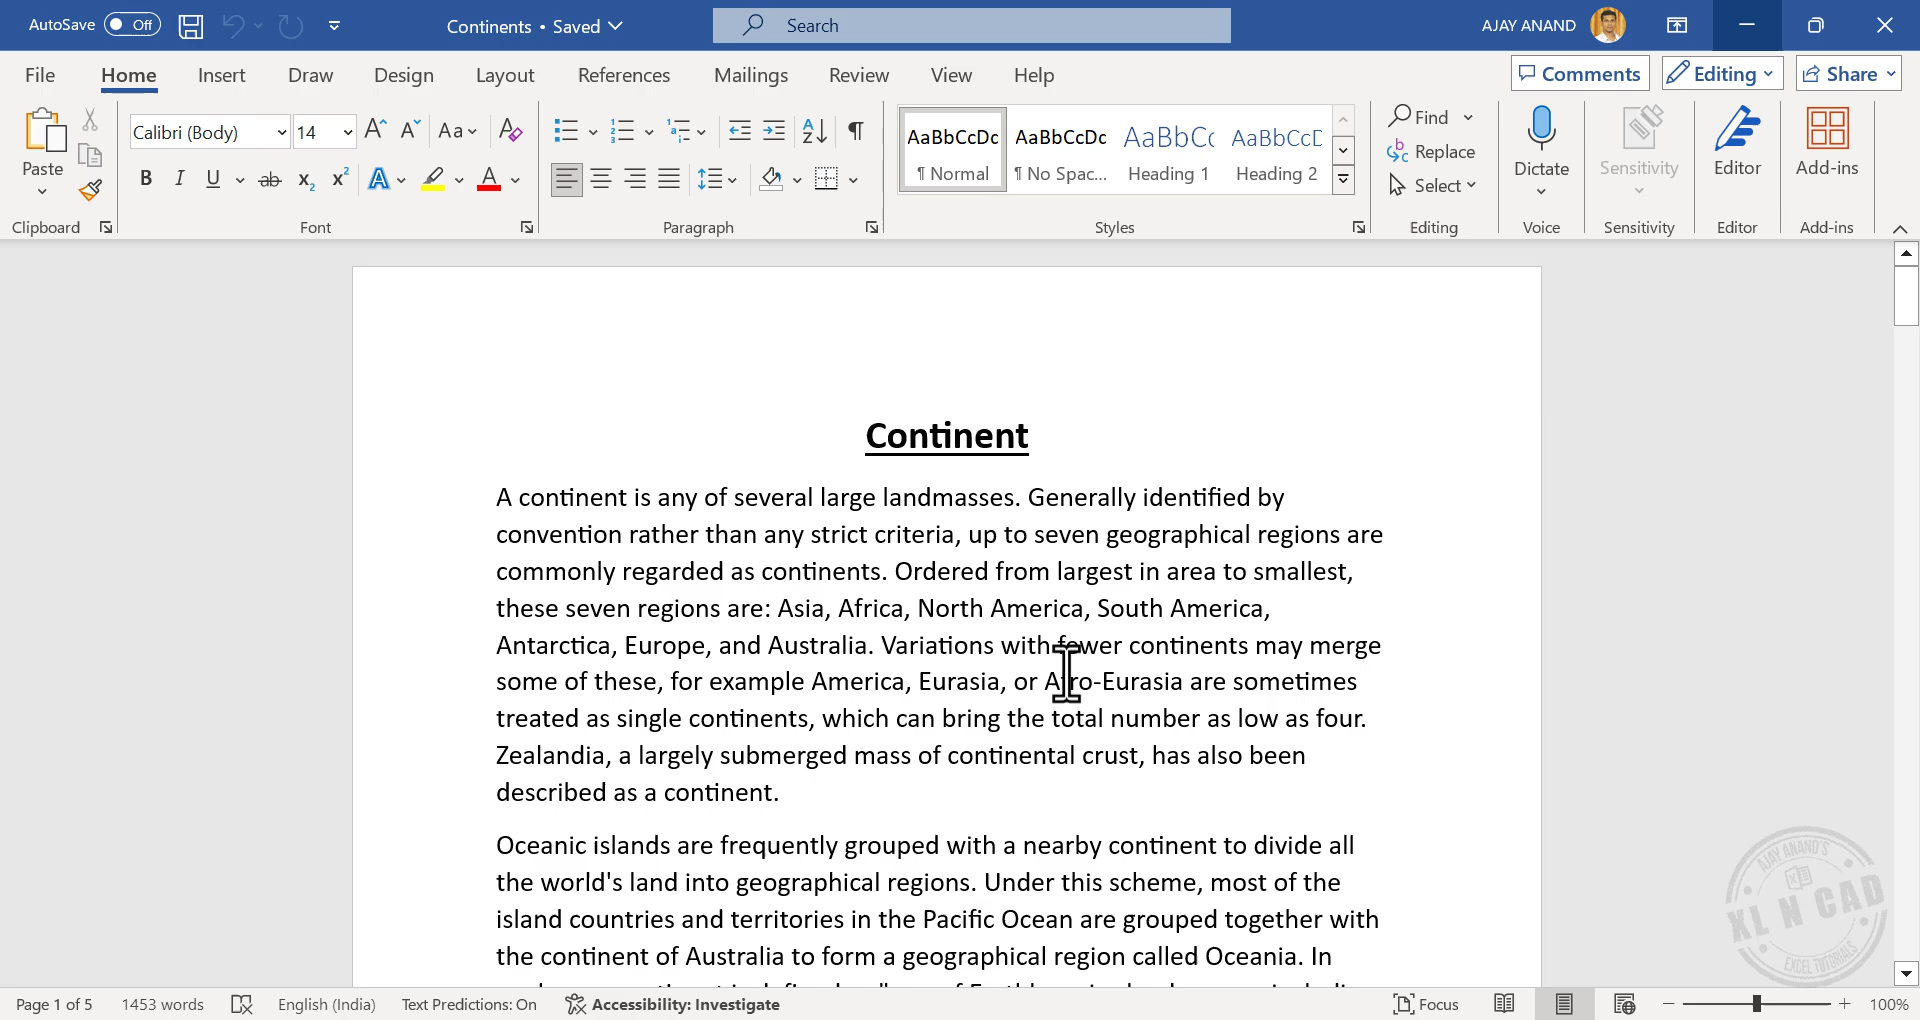 AutoSave Off Continents • Saved Search AJAY ANAND
File Home Insert Draw Design Layout References Mailings Review View Help Comments Editing Share
Calibri (Body) 14 Aa
Paste
B I U ab x2 x2 A A
AaBbCcDc AaBbCcDc AaBbCc AaBbCcD
¶ Normal ¶ No Spac... Heading 1 Heading 2
Find
Replace
Select
Dictate Sensitivity Editor Add-ins
Clipboard Font Paragraph Styles Editing Voice Sensitivity Editor Add-ins
Continent
A continent is any of several large landmasses. Generally identified by
convention rather than any strict criteria, up to seven geographical regions are
commonly regarded as continents. Ordered from largest in area to smallest,
these seven regions are: Asia, Africa, North America, South America,
Antarctica, Europe, and Australia. Variations with fewer continents may merge
some of these, for example America, Eurasia, or Afro-Eurasia are sometimes
treated as single continents, which can bring the total number as low as four.
Zealandia, a largely submerged mass of continental crust, has also been
described as a continent.
Oceanic islands are frequently grouped with a nearby continent to divide all
the world's land into geographical regions. Under this scheme, most of the
island countries and territories in the Pacific Ocean are grouped together with
the continent of Australia to form a geographical region called Oceania. In
AJAY ANAND'S
XL N CAD
EXCEL TUTORIALS
Page 1 of 5 1453 words English (India) Text Predictions: On Accessibility: Investigate Focus 100%